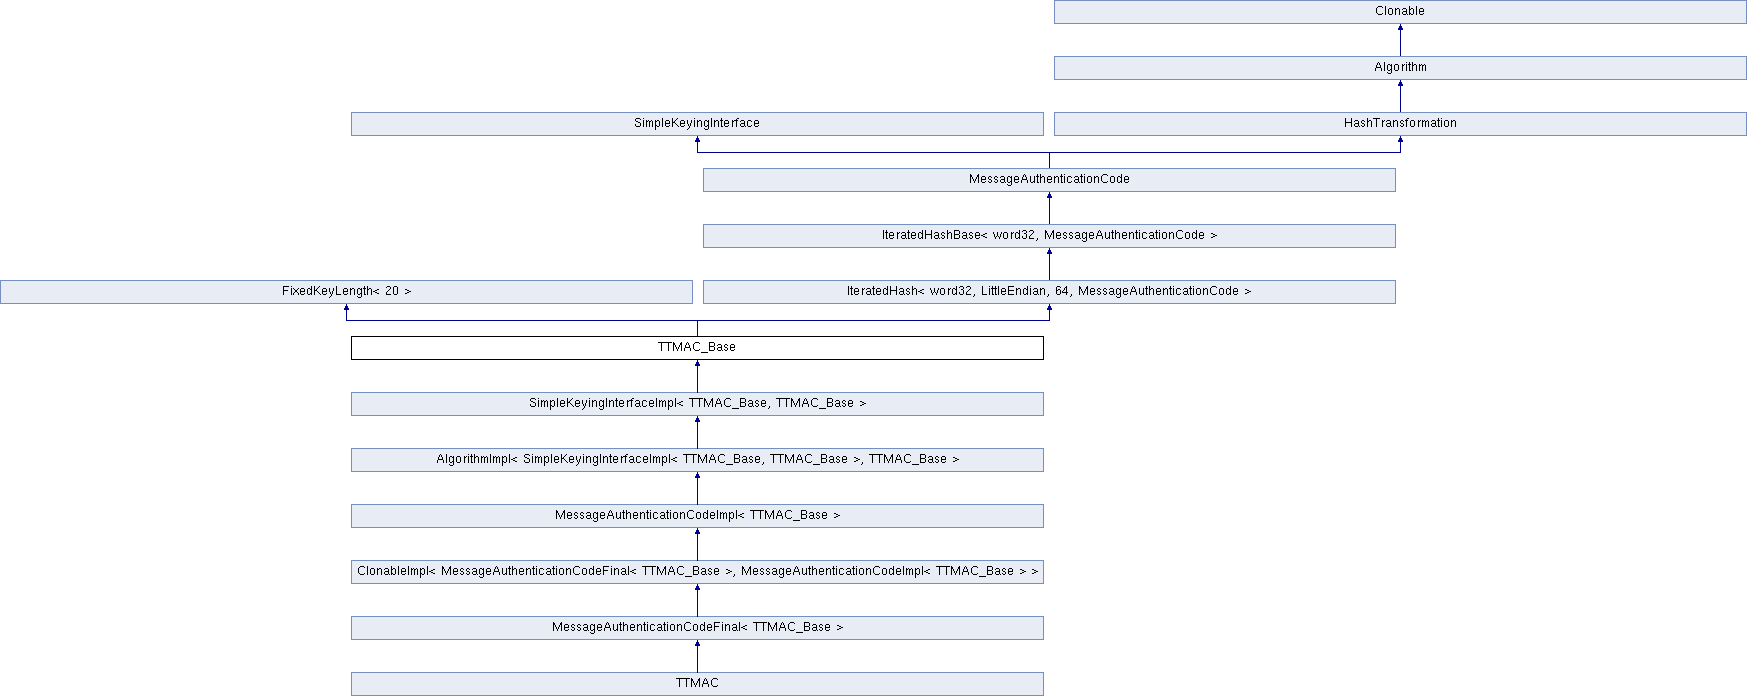 Clonable
Algorithm
SimpleKeyingInterface
HashTransformation
MessageAuthenticationCode
IteratedHashBase< word32, MessageAuthenticationCode >
FixedKeyLength< 20 >
IteratedHash< word32, LittleEndian, 64, MessageAuthenticationCode >
TTMAC_Base
SimpleKeyingInterfaceImpl< TTMAC_Base, TTMAC_Base >
AlgorithmImpl< SimpleKeyingInterfaceImpl< TTMAC_Base, TTMAC_Base >, TTMAC_Base >
MessageAuthenticationCodeImpl< TTMAC_Base >
ClonableImpl< MessageAuthenticationCodeFinal< TTMAC_Base >, MessageAuthenticationCodeImpl< TTMAC_Base > >
MessageAuthenticationCodeFinal< TTMAC_Base >
TTMAC